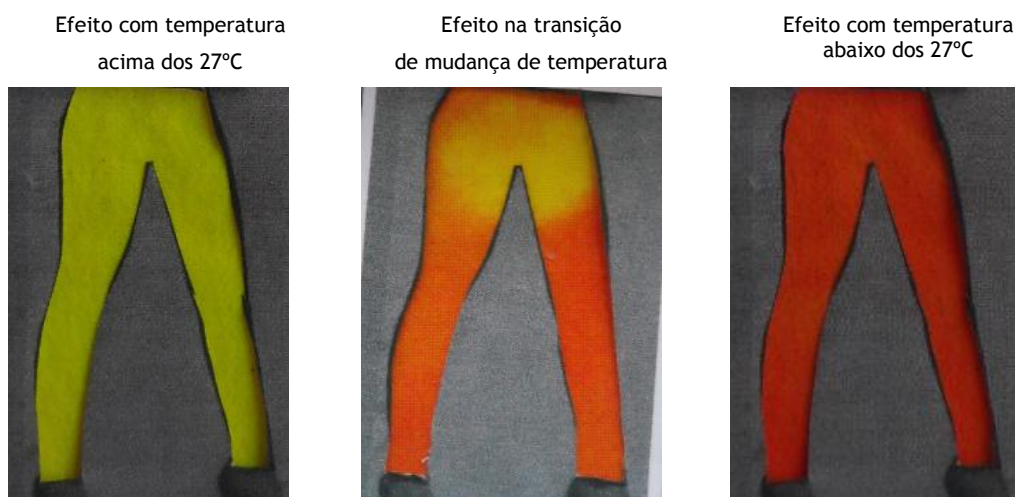 Efeito com temperatura
acima dos 27ºC
Efeito na transição
de mudança de temperatura
Efeito com temperatura
abaixo dos 27ºC